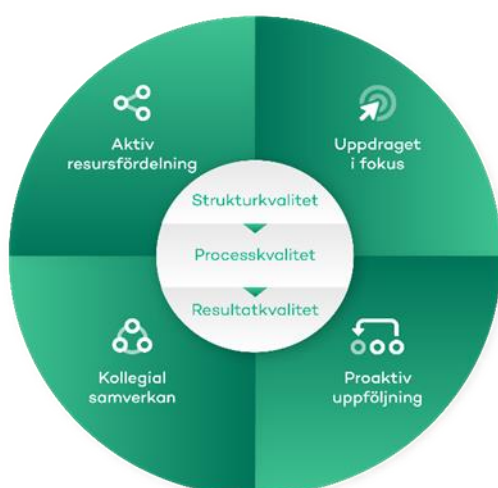 Aktiv
resursfördelning
Uppdraget
i fokus
Strukturkvalitet
Processkvalitet
Resultatkvalitet
Kollegial
samverkan
Proaktiv
uppföljning